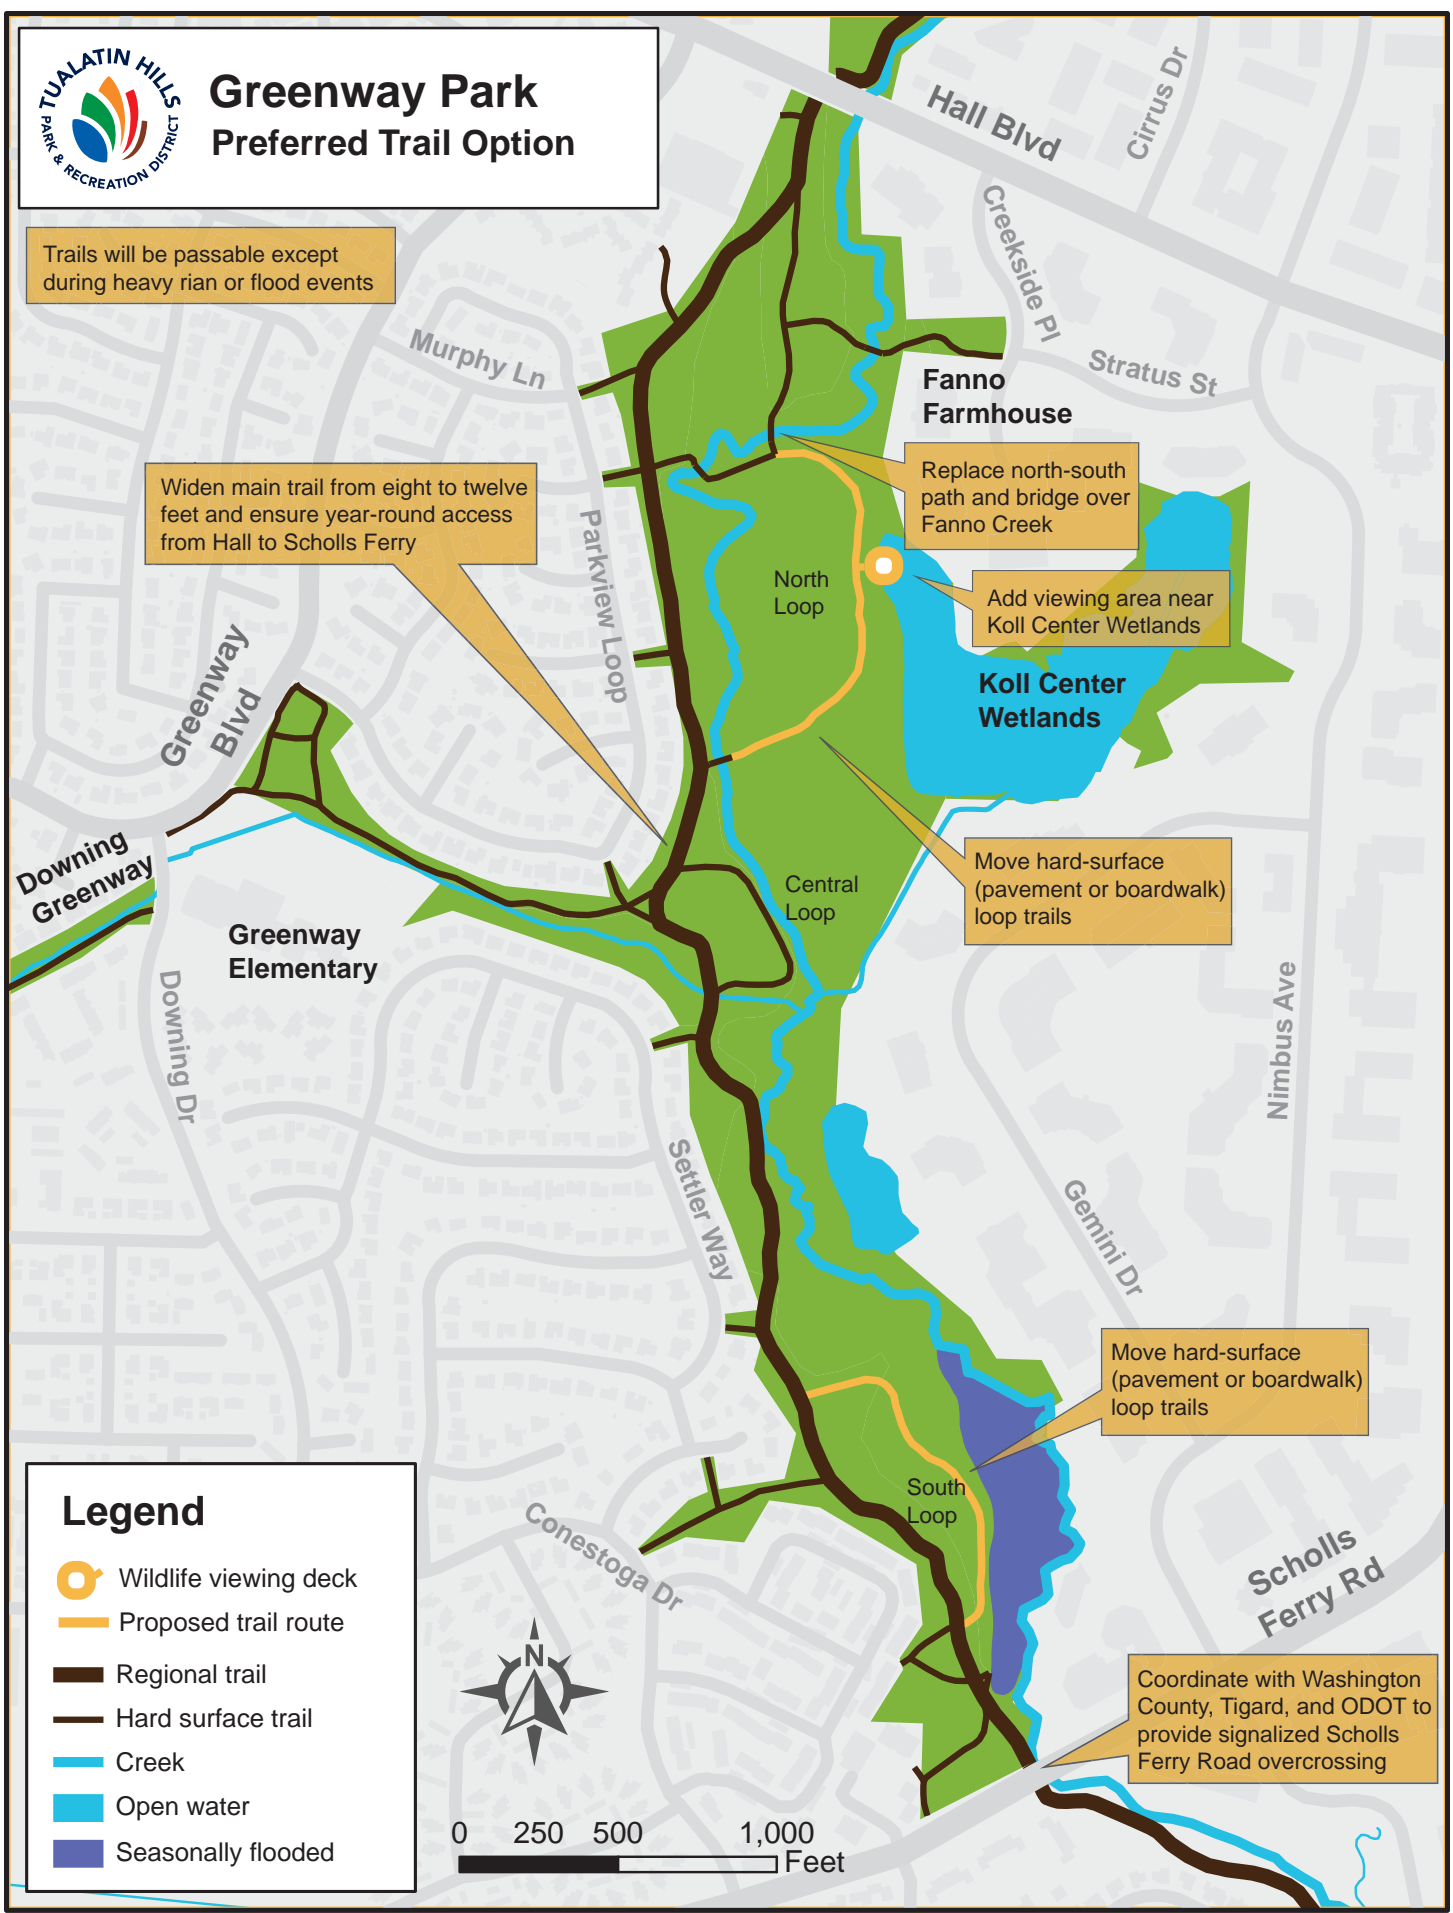 TUALATIN HILLS
PARK & RECREATION DISTRICT
Greenway Park
Preferred Trail Option
Trails will be passable except
during heavy rian or flood events
Hall Blvd
Cirrus Dr
Creekside Pl
Stratus St
Murphy Ln
Fanno
Farmhouse
Replace north-south
path and bridge over
Fanno Creek
Widen main trail from eight to twelve
feet and ensure year-round access
from Hall to Scholls Ferry
Parkview Loop
North
Loop
Add viewing area near
Koll Center Wetlands
Koll Center
Wetlands
Greenway
Blvd
Downing
Greenway
Move hard-surface
(pavement or boardwalk)
loop trails
Central
Loop
Greenway
Elementary
Downing Dr
Nimbus Ave
Settler Way
Gemini Dr
Move hard-surface
(pavement or boardwalk)
loop trails
South
Loop
Conestoga Dr
Scholls
Ferry Rd
Coordinate with Washington
County, Tigard, and ODOT to
provide signalized Scholls
Ferry Road overcrossing
Legend
Wildlife viewing deck
Proposed trail route
Regional trail
Hard surface trail
Creek
Open water
Seasonally flooded
N
0 250 500 1,000
Feet